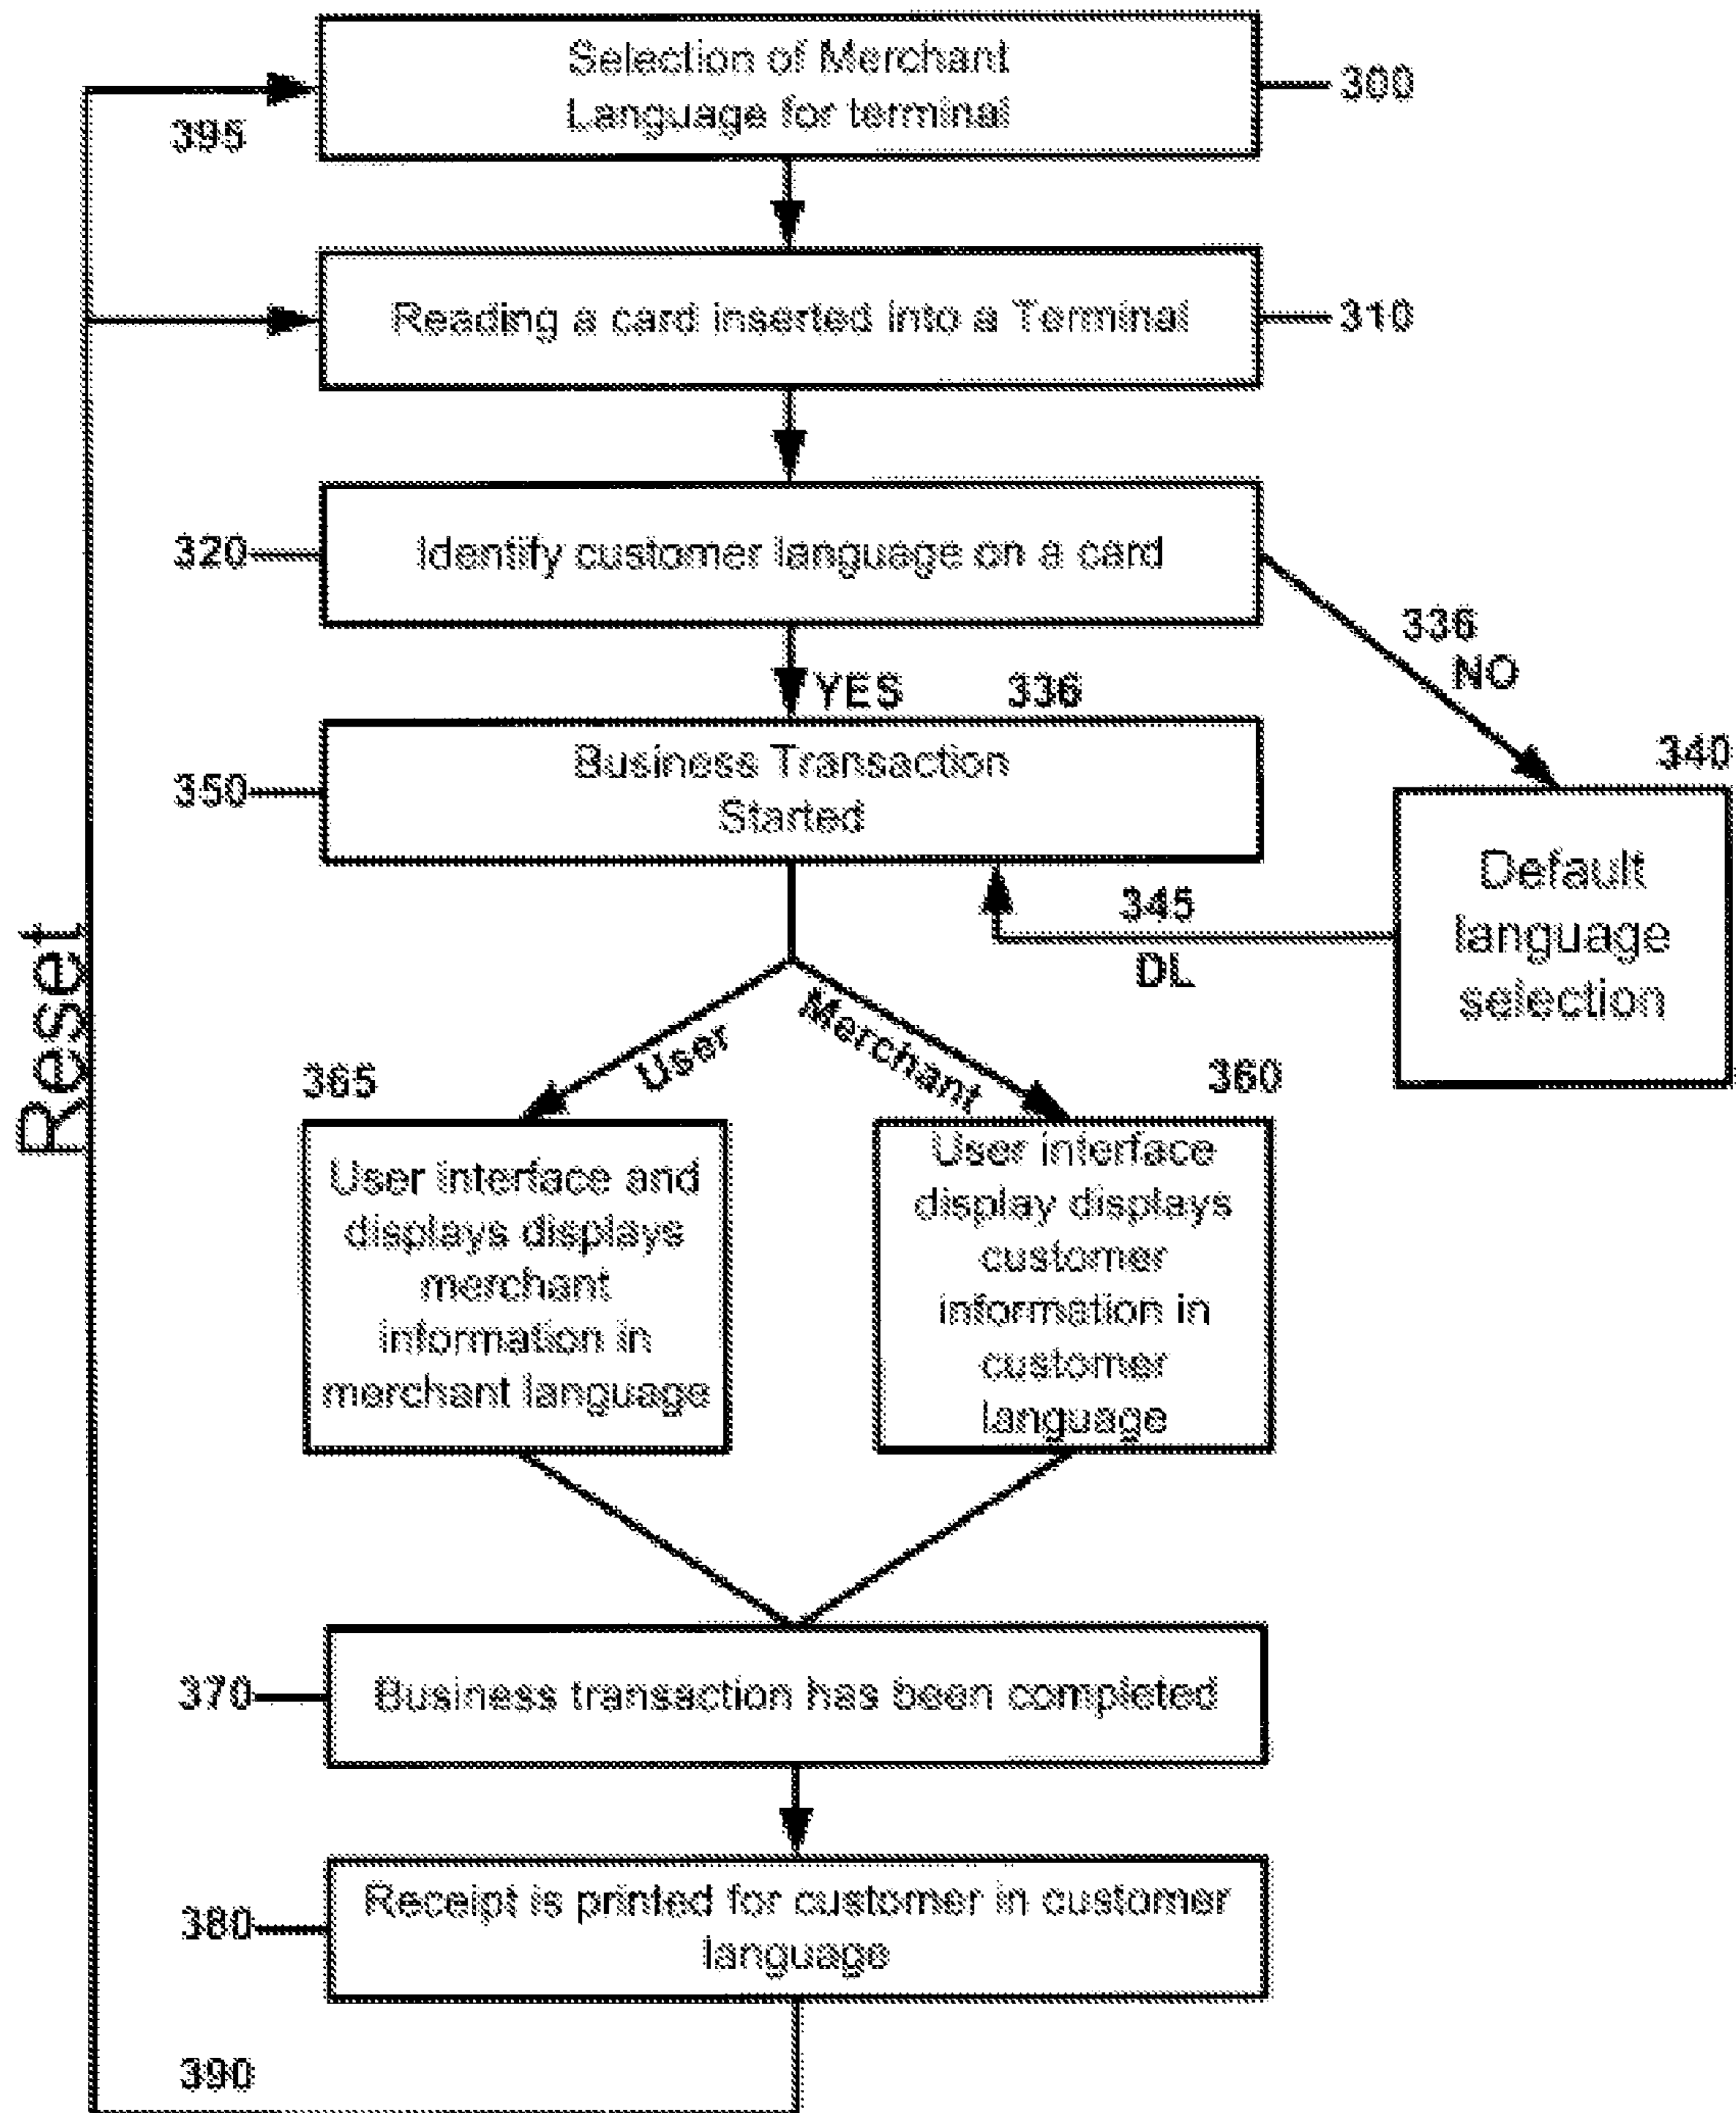 Selection of Merchant
Language for terminal
300
395
Reading a card inserted into a Terminal
310
320
Identify customer language on a card
336
NO
YES
336
340
350
Business Transaction
Started
Default
language
selection
345
DL
Reset
User
Merchant
365
360
User interface and
displays displays
merchant
information in
merchant language
User interface
display displays
customer
information in
customer
language
370
Business transaction has been completed
380
Receipt is printed for customer in customer
language
390